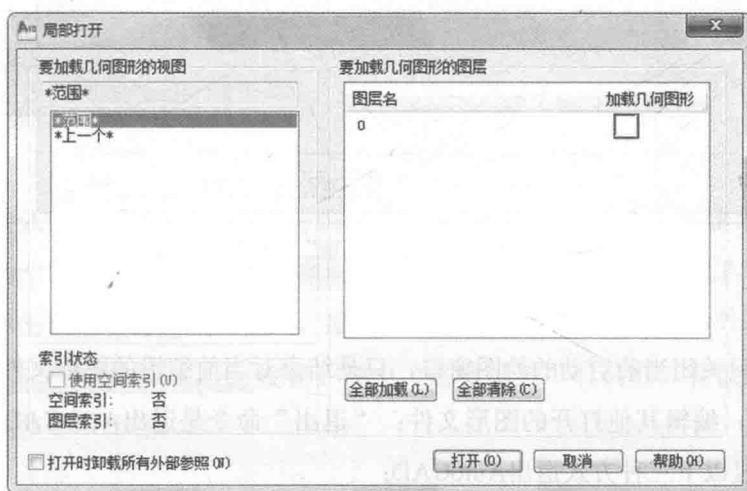 局部打开
要加载几何图形的视图
*范围*
*范围*
*上一个*
索引状态
使用空间索引(U)
空间索引: 否
图层索引: 否
打开时卸载所有外部参照(N)
要加载几何图形的图层
图层名 加载几何图形
0
全部加载(L) 全部清除(C)
打开(O) 取消 帮助(H)